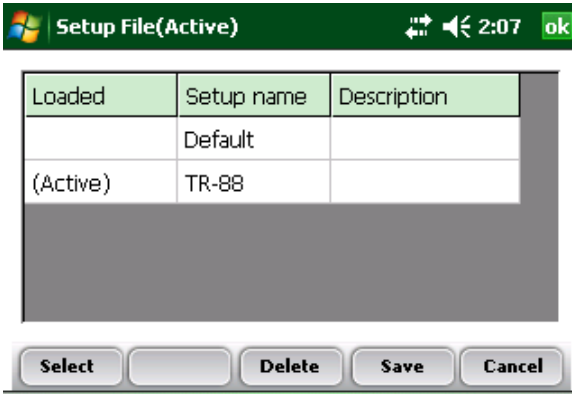 Setup File(Active) 2:07 ok
Loaded Setup name Description
Default
(Active) TR-88
Select Delete Save Cancel